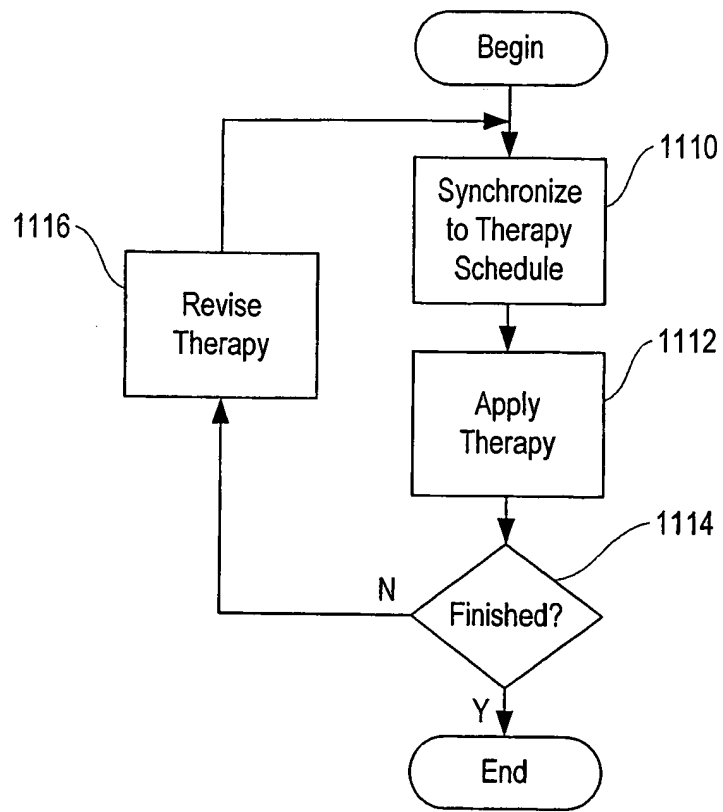 Begin
1110
Synchronize
to Therapy
Schedule
1116
Revise
Therapy
1112
Apply
Therapy
1114
N
Finished?
Y
End